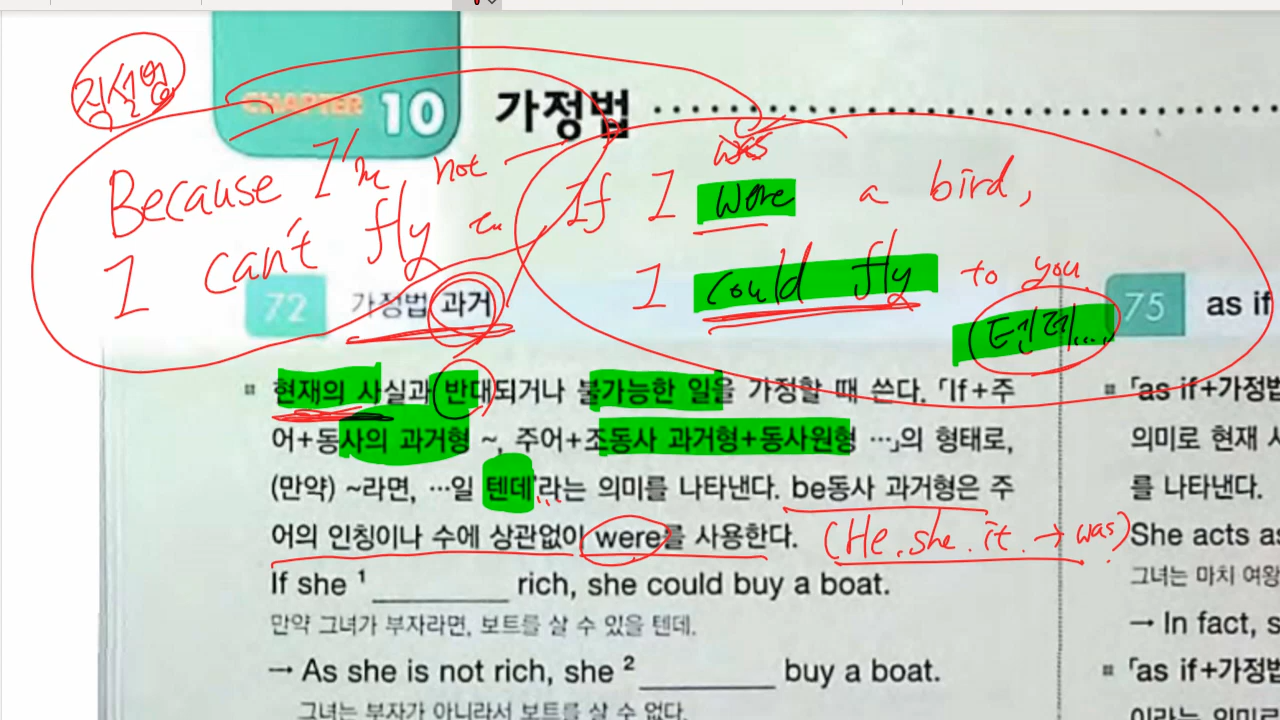 직설법
CHAPTER 10 가정법
Because I'm not
I can't fly
was
If I were a bird,
I could fly to you
(텐데...)
72 가정법 과거
현재의 사실과 반대되거나 불가능한 일을 가정할 때 쓴다. 「If+주
어+동사의 과거형 ~, 주어+조동사 과거형+동사원형 …」의 형태로,
(만약) ~라면, …일 텐데'라는 의미를 나타낸다. be동사 과거형은 주
어의 인칭이나 수에 상관없이 were를 사용한다. (He. she. it. → was)
If she ¹ ________ rich, she could buy a boat.
만약 그녀가 부자라면, 보트를 살 수 있을 텐데.
→ As she is not rich, she ² ________ buy a boat.
그녀는 부자가 아니라서 보트를 살 수 없다.
75 as if
「as if+가정법
의미로 현재 사
를 나타낸다.
She acts as
그녀는 마치 여왕
→ In fact, s
「as if+가정법
이라는 의미로